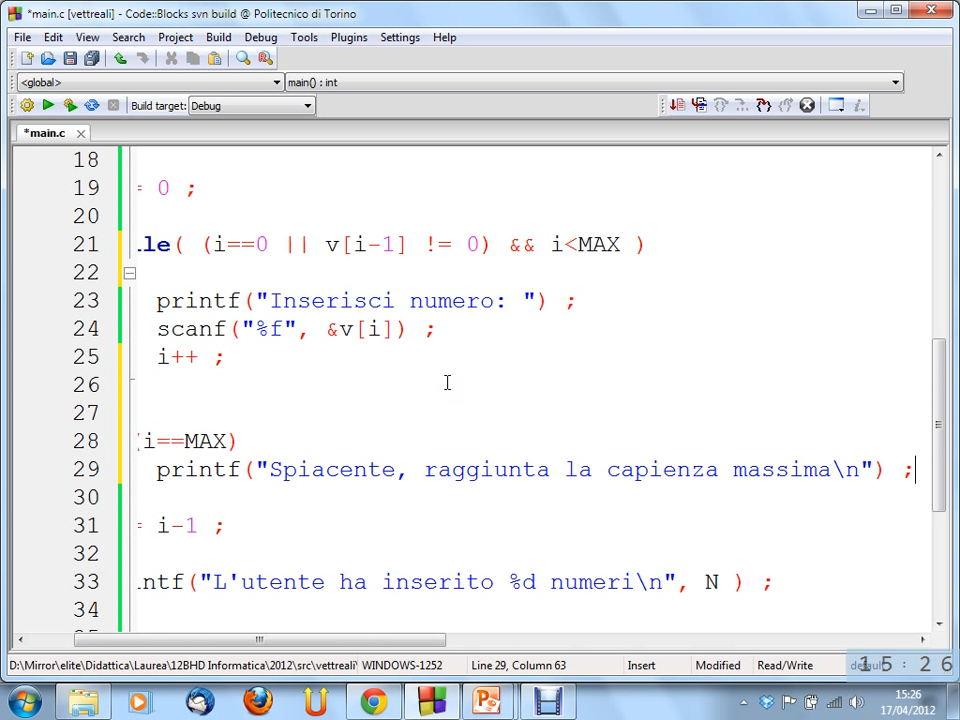 *main.c [vettreali] - Code::Blocks svn build @ Politecnico di Torino
File Edit View Search Project Build Debug Tools Plugins Settings Help
<global> main() : int
Build target: Debug
*main.c
18
19 = 0 ;
20
21 le( (i==0 || v[i-1] != 0) && i<MAX )
22
23 printf("Inserisci numero: ") ;
24 scanf("%f", &v[i]) ;
25 i++ ;
26
27
28 (i==MAX)
29 printf("Spiacente, raggiunta la capienza massima\n") ;
30
31 = i-1 ;
32
33 ntf("L'utente ha inserito %d numeri\n", N ) ;
34
D:\Mirror\elite\Didattica\Laurea\12BHD Informatica\2012\src\vettreali\ WINDOWS-1252 Line 29, Column 63 Insert Modified Read/Write default
15:26
15:26
17/04/2012